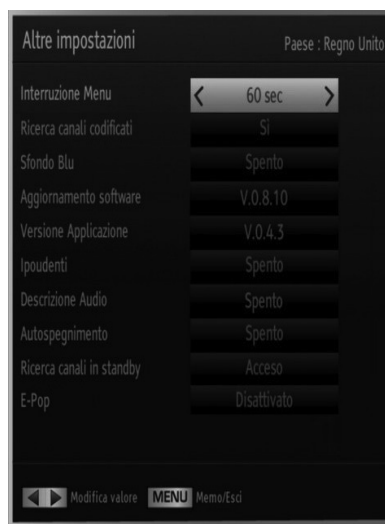 Altre impostazioni Paese : Regno Unito
Interruzione Menu 60 sec
Ricerca canali codificati Si
Sfondo Blu Spento
Aggiornamento software V.0.8.10
Versione Applicazione V.0.4.3
Ipoudenti Spento
Descrizione Audio Spento
Autospegnimento Spento
Ricerca canali in standby Acceso
E-Pop Disattivato
Modifica valore MENU Memo/Esci